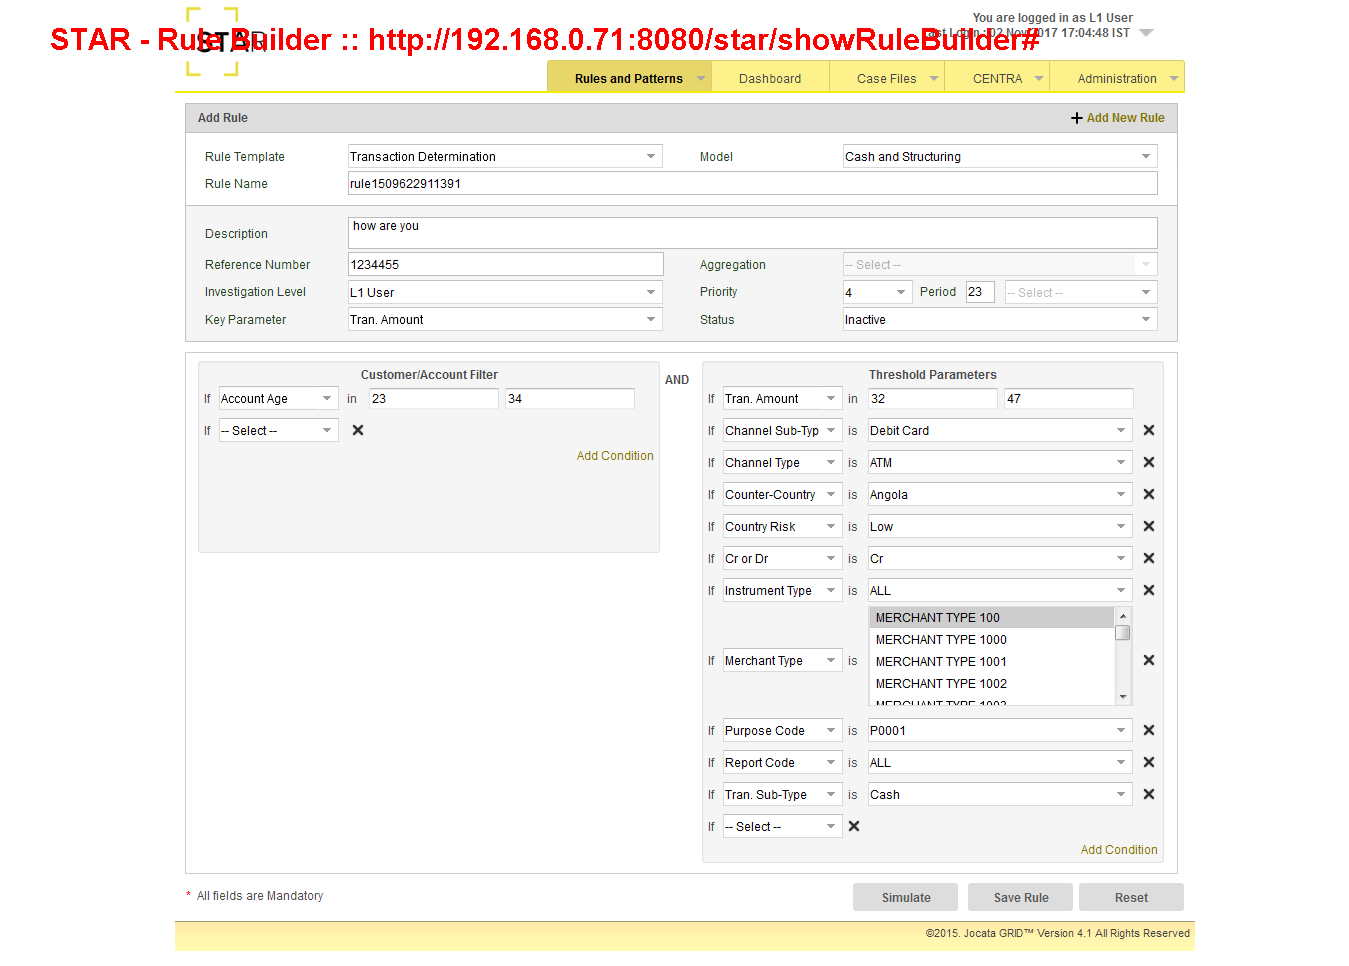 You are logged in as L1 User
STAR - Rule Builder :: http://192.168.0.71:8080/star/showRuleBuilder#
STAR
Last Login : 02 Nov 2017 17:04:48 IST
Rules and Patterns Dashboard Case Files CENTRA Administration
Add Rule Add New Rule
Rule Template Transaction Determination Model Cash and Structuring
Rule Name rule1509622911391
Description how are you
Reference Number 1234455 Aggregation -- Select --
Investigation Level L1 User Priority 4 Period 23 -- Select --
Key Parameter Tran. Amount Status Inactive
Customer/Account Filter AND Threshold Parameters
If Account Age in 23 34 If Tran. Amount in 32 47
If -- Select -- If Channel Sub-Typ is Debit Card
Add Condition If Channel Type is ATM
If Counter-Country is Angola
If Country Risk is Low
If Cr or Dr is Cr
If Instrument Type is ALL
MERCHANT TYPE 100
MERCHANT TYPE 1000
If Merchant Type is MERCHANT TYPE 1001
MERCHANT TYPE 1002
MERCHANT TYPE 1003
If Purpose Code is P0001
If Report Code is ALL
If Tran. Sub-Type is Cash
If -- Select --
Add Condition
* All fields are Mandatory Simulate Save Rule Reset
©2015. Jocata GRID™ Version 4.1 All Rights Reserved